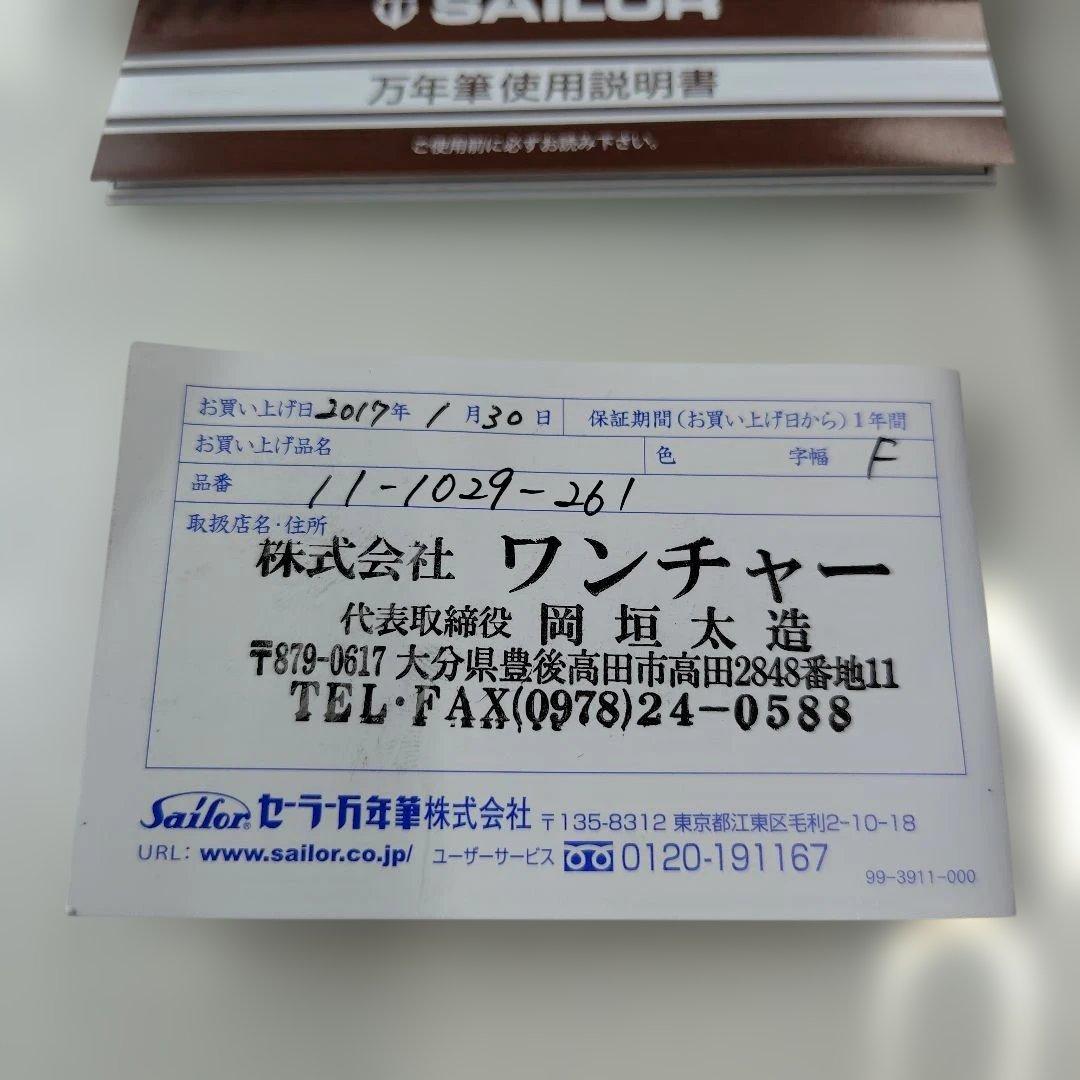 SAILOR
万年筆使用説明書
ご使用前に必ずお読み下さい。
お買い上げ日 2017年 1月30日 保証期間(お買い上げ日から)1年間
お買い上げ品名 色 字幅 F
品番 11-1029-261
取扱店名・住所
株式会社 ワンチャー
代表取締役 岡垣太造
〒879-0617 大分県豊後高田市高田2848番地11
TEL・FAX(0978)24-0588
Sailor® セーラー万年筆株式会社 〒135-8312 東京都江東区毛利2-10-18
URL: www.sailor.co.jp/ ユーザーサービス 0120-191167
99-3911-000